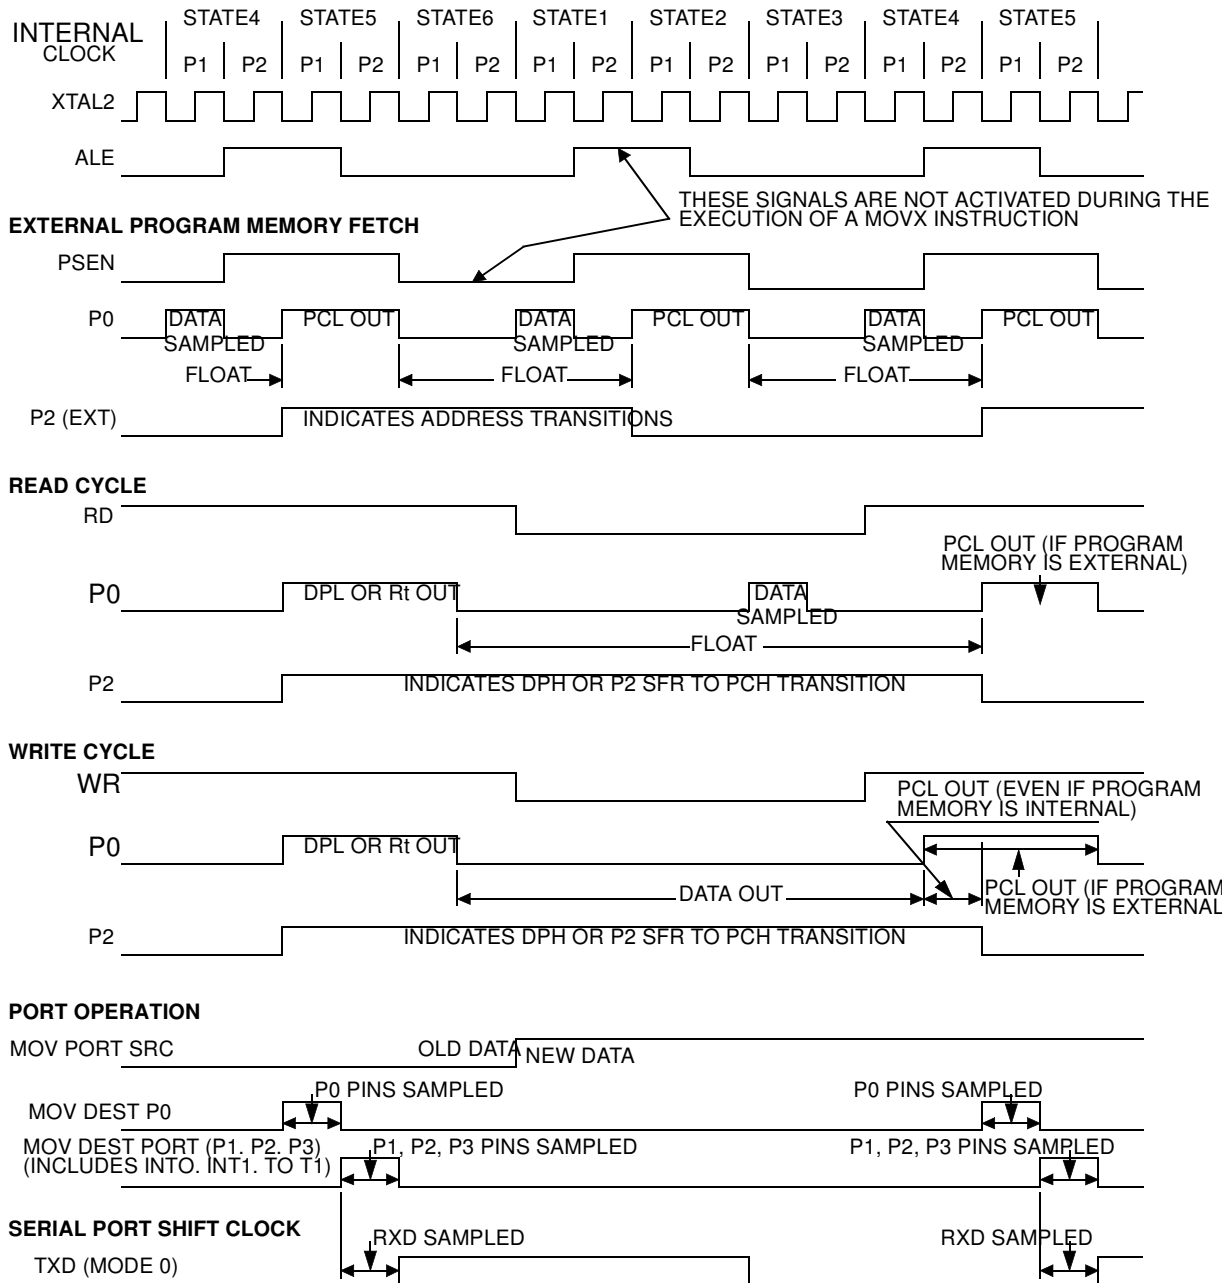 INTERNAL CLOCK
STATE4 STATE5 STATE6 STATE1 STATE2 STATE3 STATE4 STATE5
P1 P2 P1 P2 P1 P2 P1 P2 P1 P2 P1 P2 P1 P2 P1 P2
XTAL2
ALE
THESE SIGNALS ARE NOT ACTIVATED DURING THE
EXECUTION OF A MOVX INSTRUCTION
EXTERNAL PROGRAM MEMORY FETCH
PSEN
P0
DATA SAMPLED
PCL OUT
DATA SAMPLED
PCL OUT
DATA SAMPLED
PCL OUT
FLOAT FLOAT FLOAT
P2 (EXT)
INDICATES ADDRESS TRANSITIONS
READ CYCLE
RD
PCL OUT (IF PROGRAM
MEMORY IS EXTERNAL)
P0
DPL OR Rt OUT
DATA
SAMPLED
FLOAT
P2
INDICATES DPH OR P2 SFR TO PCH TRANSITION
WRITE CYCLE
WR
PCL OUT (EVEN IF PROGRAM
MEMORY IS INTERNAL)
P0
DPL OR Rt OUT
DATA OUT
PCL OUT (IF PROGRAM
MEMORY IS EXTERNAL
P2
INDICATES DPH OR P2 SFR TO PCH TRANSITION
PORT OPERATION
MOV PORT SRC
OLD DATA NEW DATA
P0 PINS SAMPLED P0 PINS SAMPLED
MOV DEST P0
MOV DEST PORT (P1. P2. P3)
(INCLUDES INTO. INT1. TO T1)
P1, P2, P3 PINS SAMPLED P1, P2, P3 PINS SAMPLED
SERIAL PORT SHIFT CLOCK
RXD SAMPLED RXD SAMPLED
TXD (MODE 0)